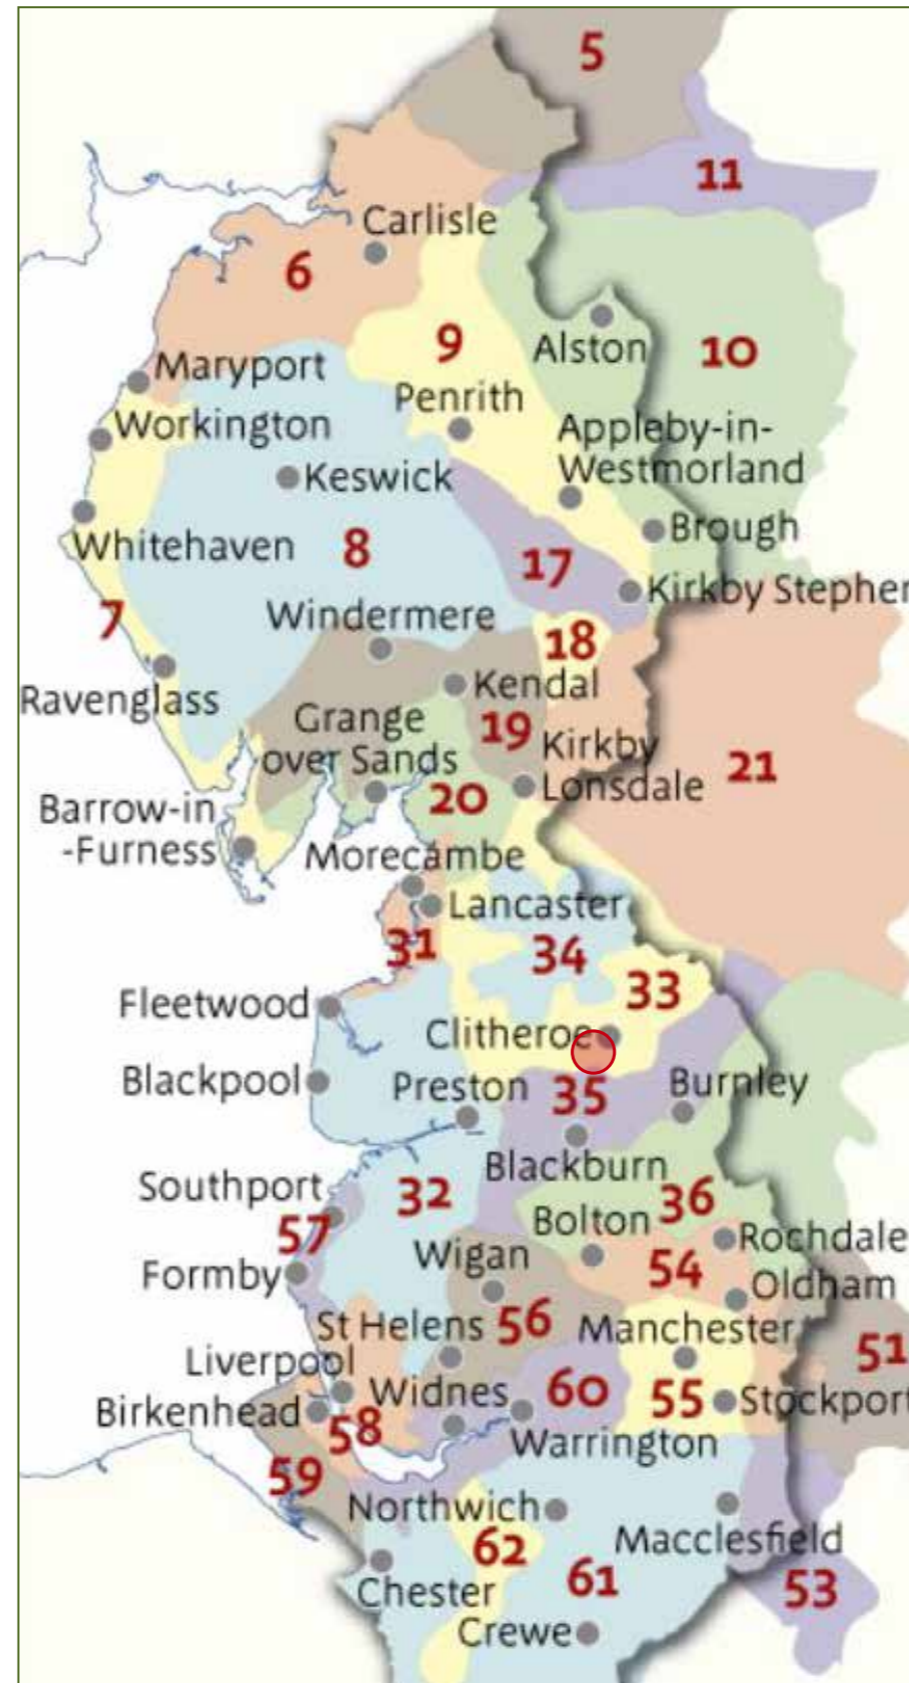 5
11
Carlisle
6
9
Alston
10
Maryport
Penrith
Workington
Appleby-in-
Westmorland
Keswick
Brough
Whitehaven
8
17
Kirkby Stepher
7
Windermere
18
Ravenglass
Kendal
Grange
over Sands
19
Kirkby
Lonsdale
21
20
Barrow-in
-Furness
Morecambe
Lancaster
31
34
33
Fleetwood
Clitheroe
Blackpool
Preston
35
Burnley
Blackburn
Southport
32
36
57
Bolton
Rochdale
Wigan
Formby
54
Oldham
St Helens
56
Manchester
51
Liverpool
Widnes
60
55
Stockport
Birkenhead
58
Warrington
59
Northwich
62
Macclesfield
Chester
61
53
Crewe